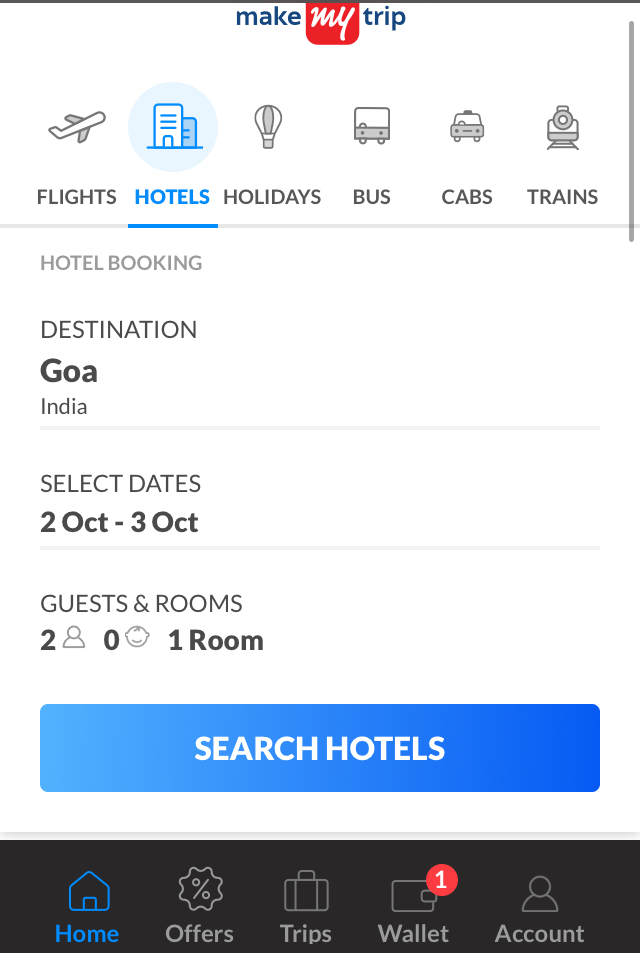 make my trip
FLIGHTS HOTELS HOLIDAYS BUS CABS TRAINS
HOTEL BOOKING
DESTINATION
Goa
India
SELECT DATES
2 Oct - 3 Oct
GUESTS & ROOMS
2 0 1 Room
SEARCH HOTELS
1
Home Offers Trips Wallet Account